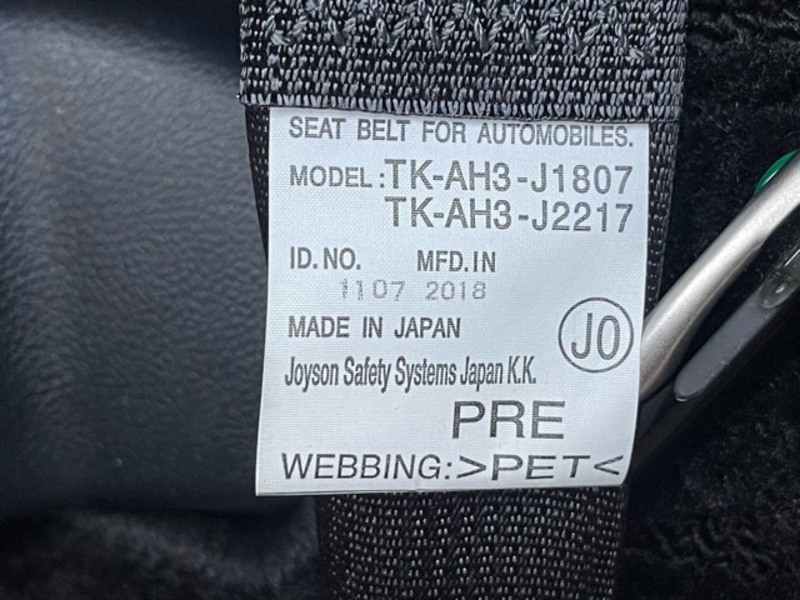 SEAT BELT FOR AUTOMOBILES.
MODEL:TK-AH3-J1807
TK-AH3-J2217
ID.NO. MFD.IN
1107 2018
MADE IN JAPAN
JO
Joyson Safety Systems Japan K.K.
PRE
WEBBING:>PET<